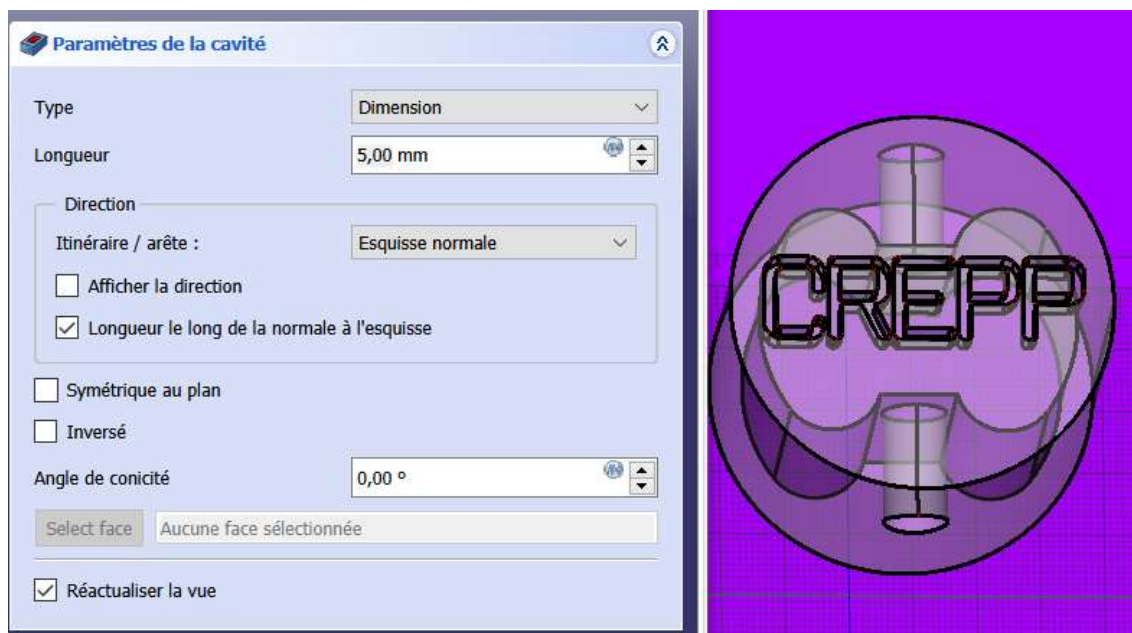 Paramètres de la cavité
Type Dimension
Longueur 5,00 mm
Direction
Itinéraire / arête : Esquisse normale
Afficher la direction
Longueur le long de la normale à l'esquisse
Symétrique au plan
Inversé
Angle de conicité 0,00 °
Select face Aucune face sélectionnée
Réactualiser la vue
CREPP